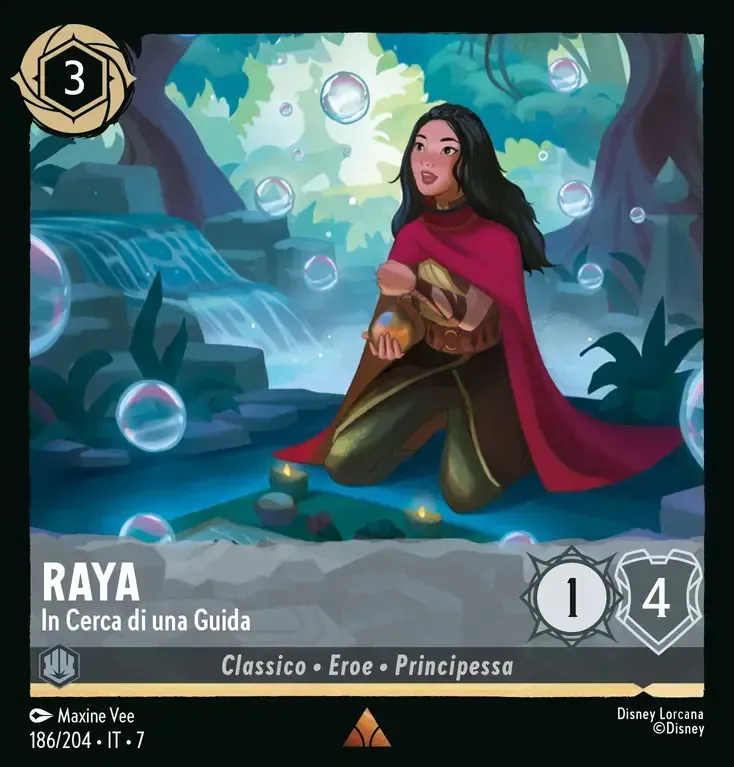 3
RAYA
In Cerca di una Guida
1
4
Classico • Eroe • Principessa
Maxine Vee
186/204 • IT • 7
Disney Lorcana
©Disney